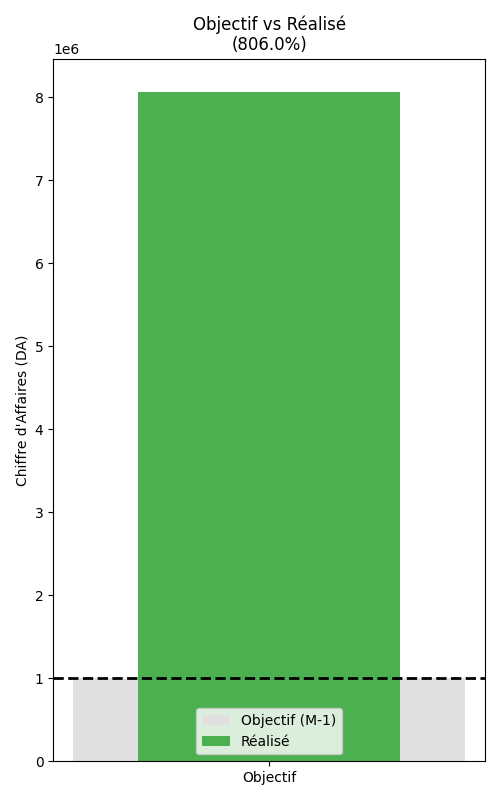 Objectif vs Réalisé
(806.0%)
1e6
8
7
6
5
4
3
2
1
0
Chiffre d'Affaires (DA)
Objectif (M-1)
Réalisé
Objectif